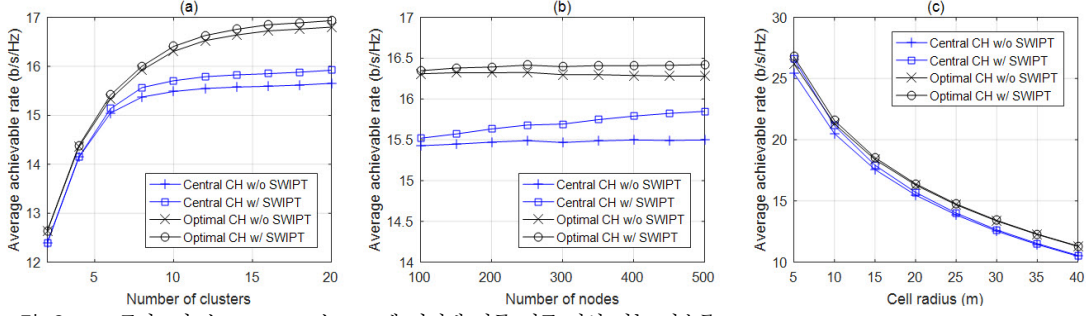 (a)
Average achievable rate (b/s/Hz)
17
16
15
14
13
12
5
10
15
20
Number of clusters
Central CH w/o SWIPT
Central CH w/ SWIPT
Optimal CH w/o SWIPT
Optimal CH w/ SWIPT
(b)
Average achievable rate (b/s/Hz)
17
16.5
16
15.5
15
14.5
14
100
200
300
400
500
Number of nodes
Central CH w/o SWIPT
Central CH w/ SWIPT
Optimal CH w/o SWIPT
Optimal CH w/ SWIPT
(c)
Average achievable rate (b/s/Hz)
30
25
20
15
10
5
10
15
20
25
30
35
40
Cell radius (m)
Central CH w/o SWIPT
Central CH w/ SWIPT
Optimal CH w/o SWIPT
Optimal CH w/ SWIPT